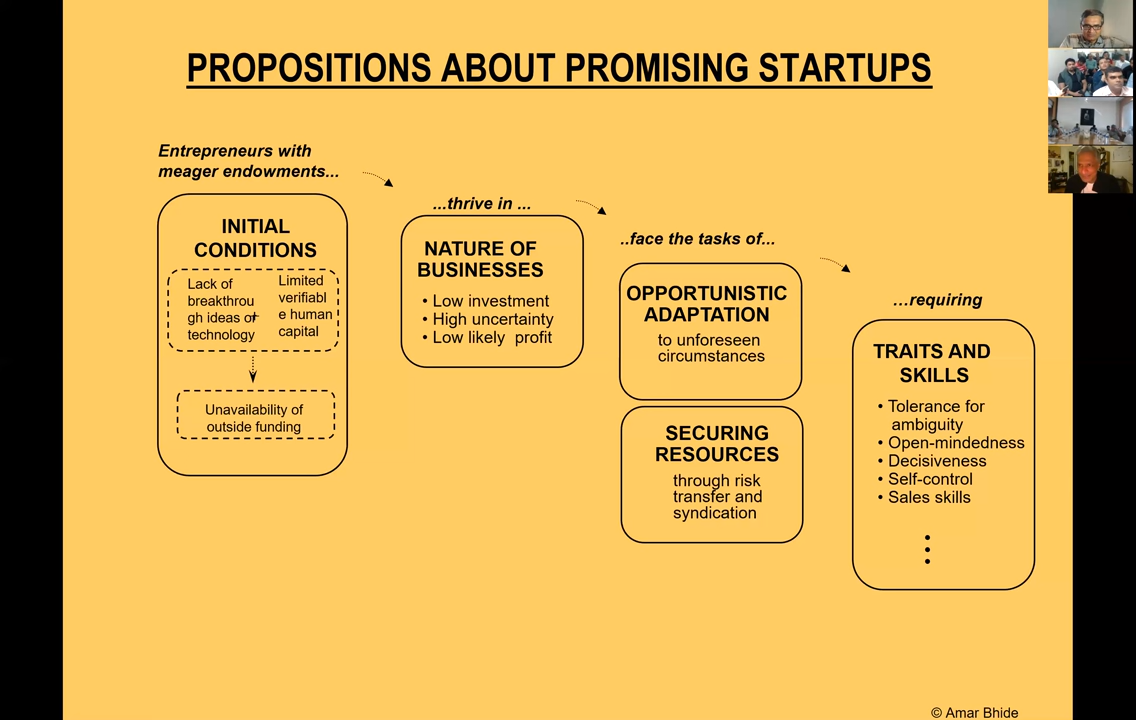 PROPOSITIONS ABOUT PROMISING STARTUPS
Entrepreneurs with
meager endowments...
INITIAL
CONDITIONS
Lack of
breakthrou
gh ideas or
technology
+
Limited
verifiabl
e human
capital
Unavailability of
outside funding
...thrive in ...
NATURE OF
BUSINESSES
• Low investment
• High uncertainty
• Low likely profit
..face the tasks of...
OPPORTUNISTIC
ADAPTATION
to unforeseen
circumstances
SECURING
RESOURCES
through risk
transfer and
syndication
...requiring
TRAITS AND
SKILLS
• Tolerance for
ambiguity
• Open-mindedness
• Decisiveness
• Self-control
• Sales skills
© Amar Bhide